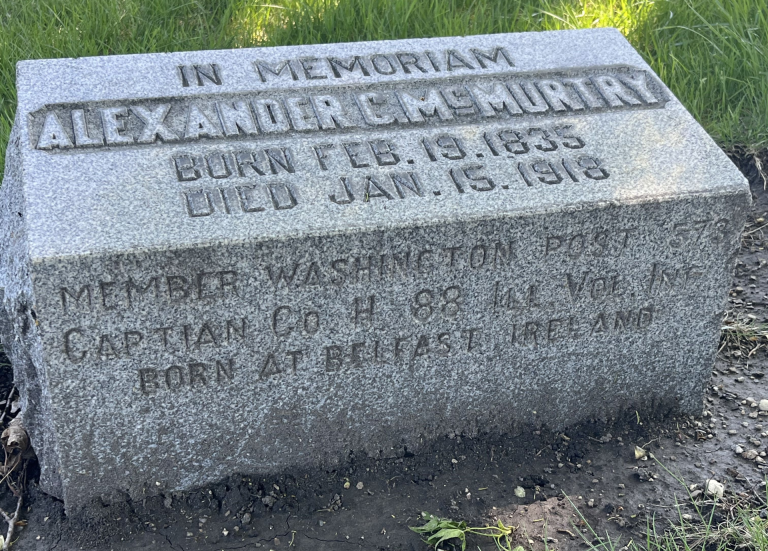 IN MEMORIAM
ALEXANDER C. McMURTRY
BORN FEB. 19. 1835
DIED JAN. 15. 1918
MEMBER WASHINGTON POST 573
CAPTIAN CO. H. 88 ILL VOL. INF
BORN AT BELFAST, IRELAND